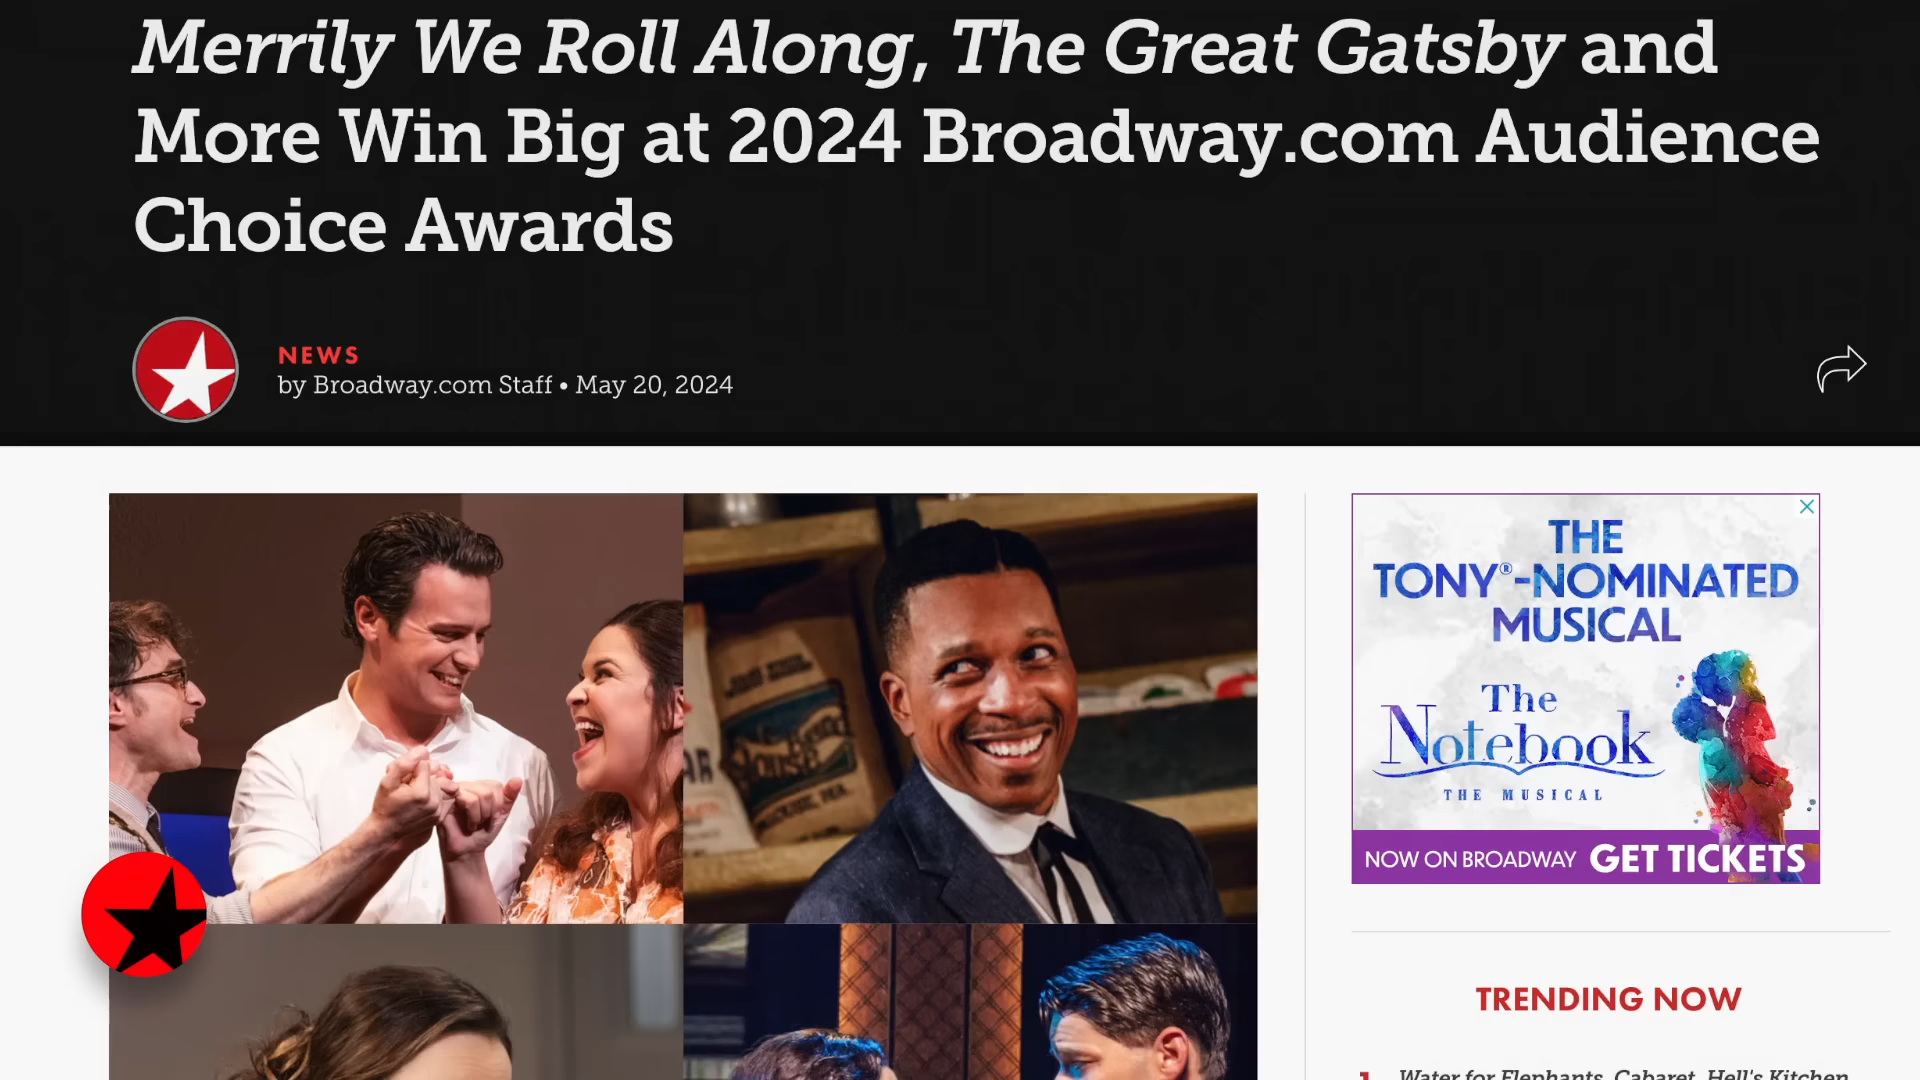 Merrily We Roll Along, The Great Gatsby and
More Win Big at 2024 Broadway.com Audience
Choice Awards
NEWS
by Broadway.com Staff • May 20, 2024
THE
TONY®-NOMINATED
MUSICAL
The
Notebook
THE MUSICAL
NOW ON BROADWAY GET TICKETS
TRENDING NOW
1 Water for Elephants, Cabaret, Hell's Kitchen